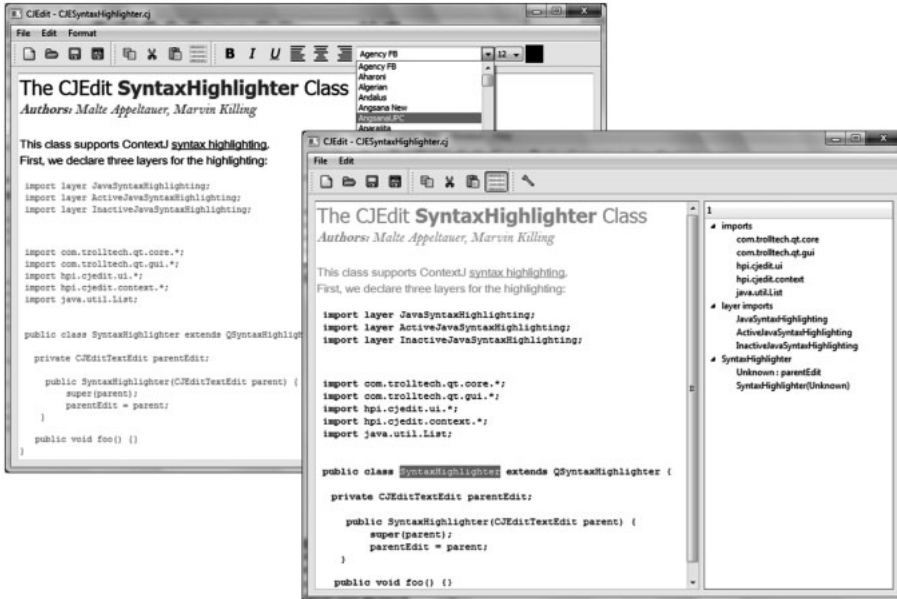 CJEdit - CJESyntaxHighlighter.cj
File Edit Format
B I U Agency FB 12
Agency FB
Aharoni
Algerian
Andalus
Angsana New
AngsanaUPC
The CJEdit SyntaxHighlighter Class
Authors: Malte Appeltauer, Marvin Killing
This class supports ContextJ syntax highlighting.
First, we declare three layers for the highlighting:
import layer JavaSyntaxHighlighting;
import layer ActiveJavaSyntaxHighlighting;
import layer InactiveJavaSyntaxHighlighting;
import com.trolltech.qt.core.*;
import com.trolltech.qt.gui.*;
import hpi.cjedit.ui.*;
import hpi.cjedit.context.*;
import java.util.List;
public class SyntaxHighlighter extends QSyntaxHighligh
private CJEditTextEdit parentEdit;
public SyntaxHighlighter(CJEditTextEdit parent) {
super(parent);
parentEdit = parent;
}
public void foo() {}
}
CJEdit - CJESyntaxHighlighter.cj
File Edit
The CJEdit SyntaxHighlighter Class
Authors: Malte Appeltauer, Marvin Killing
This class supports ContextJ syntax highlighting.
First, we declare three layers for the highlighting:
import layer JavaSyntaxHighlighting;
import layer ActiveJavaSyntaxHighlighting;
import layer InactiveJavaSyntaxHighlighting;
import com.trolltech.qt.core.*;
import com.trolltech.qt.gui.*;
import hpi.cjedit.ui.*;
import hpi.cjedit.context.*;
import java.util.List;
public class SyntaxHighlighter extends QSyntaxHighlighter {
private CJEditTextEdit parentEdit;
public SyntaxHighlighter(CJEditTextEdit parent) {
super(parent);
parentEdit = parent;
}
public void foo() {}
1
imports
com.trolltech.qt.core
com.trolltech.qt.gui
hpi.cjedit.ui
hpi.cjedit.context
java.util.List
layer imports
JavaSyntaxHighlighting
ActiveJavaSyntaxHighlighting
InactiveJavaSyntaxHighlighting
SyntaxHighlighter
Unknown : parentEdit
SyntaxHighlighter(Unknown)